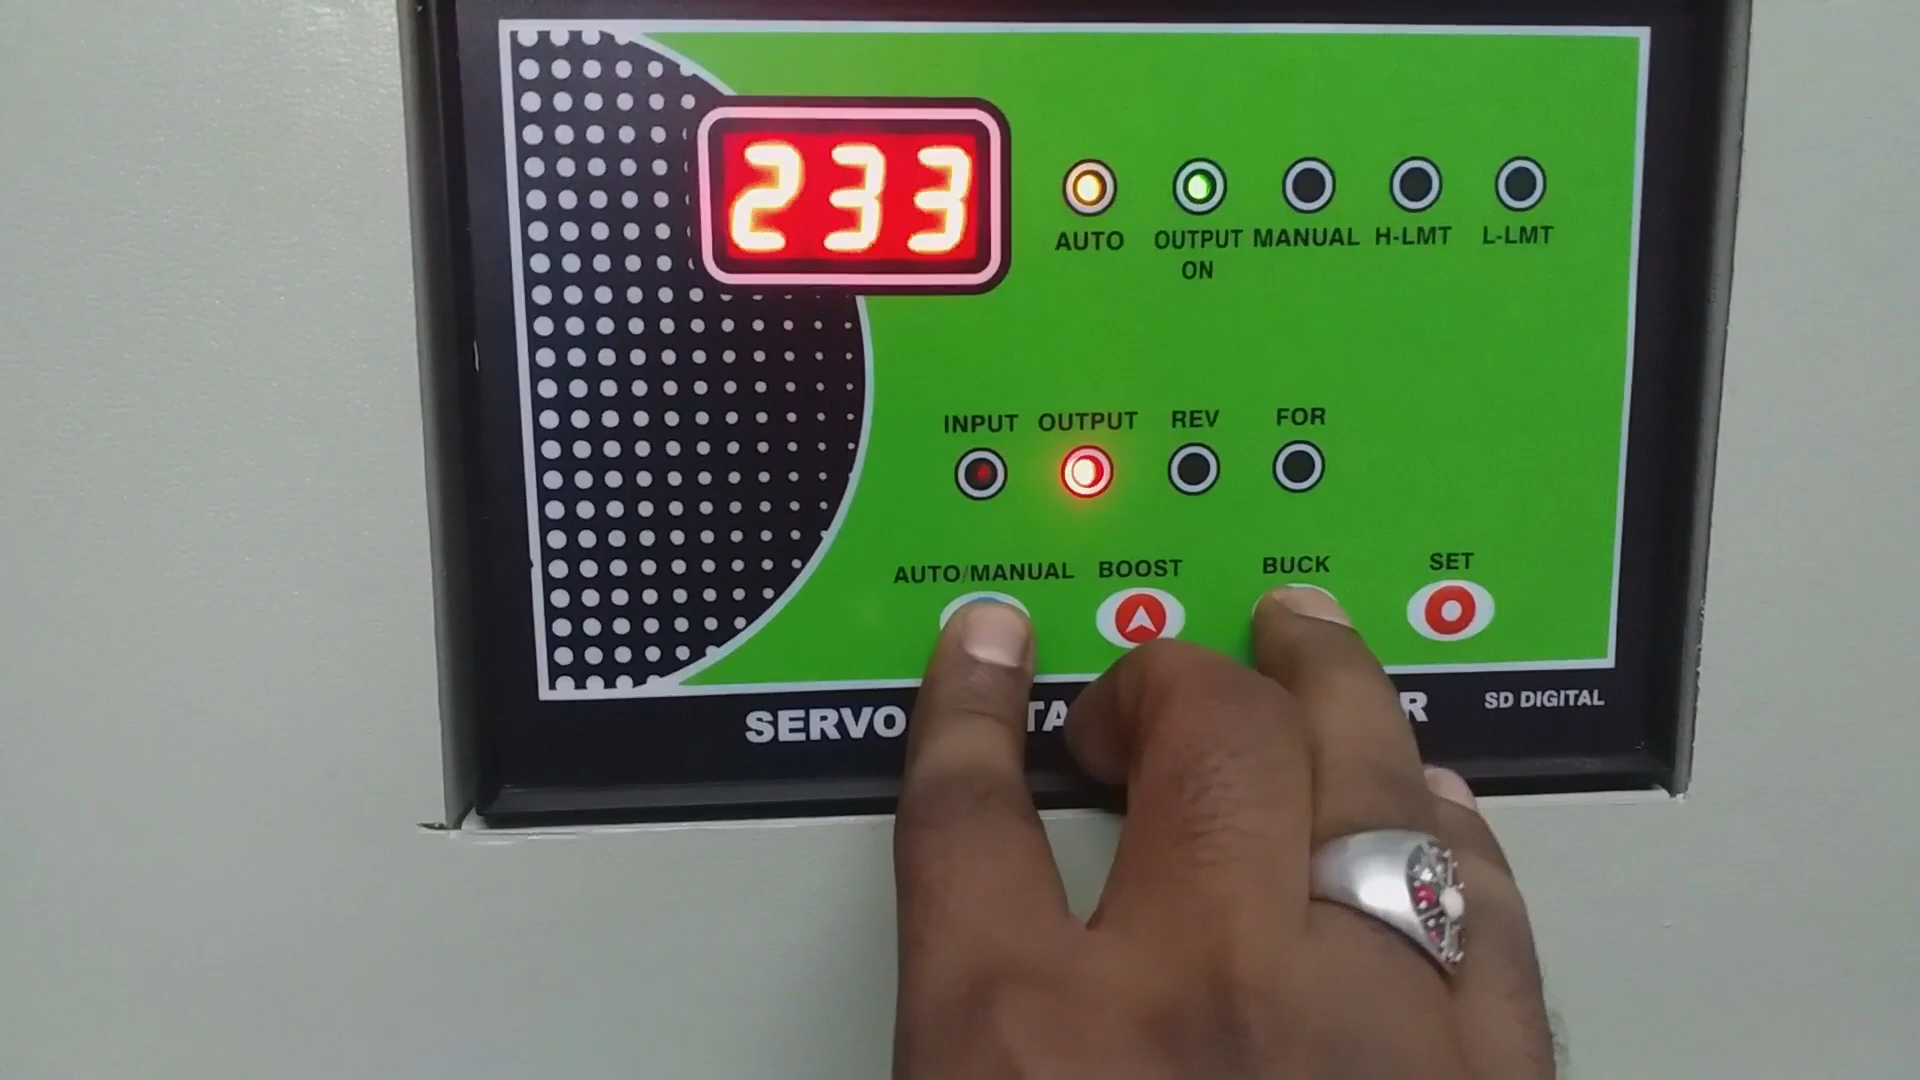 233
AUTO OUTPUT ON MANUAL H-LMT L-LMT
INPUT OUTPUT REV FOR
AUTO/MANUAL BOOST BUCK SET
SERVO TA R SD DIGITAL